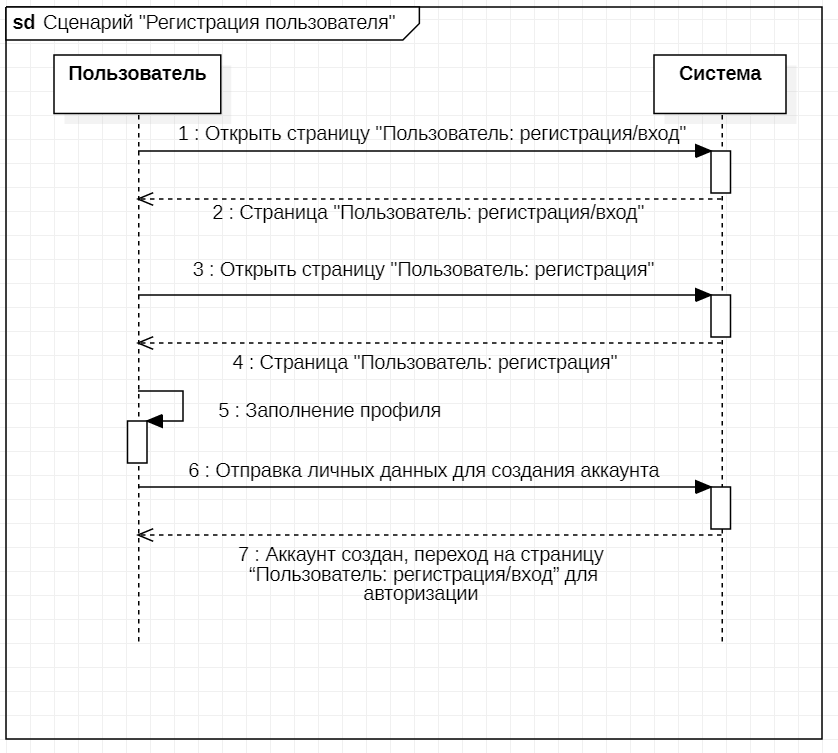 sd Сценарий "Регистрация пользователя"
Пользователь
Система
1 : Открыть страницу "Пользователь: регистрация/вход"
2 : Страница "Пользователь: регистрация/вход"
3 : Открыть страницу "Пользователь: регистрация"
4 : Страница "Пользователь: регистрация"
5 : Заполнение профиля
6 : Отправка личных данных для создания аккаунта
7 : Аккаунт создан, переход на страницу
“Пользователь: регистрация/вход” для
авторизации